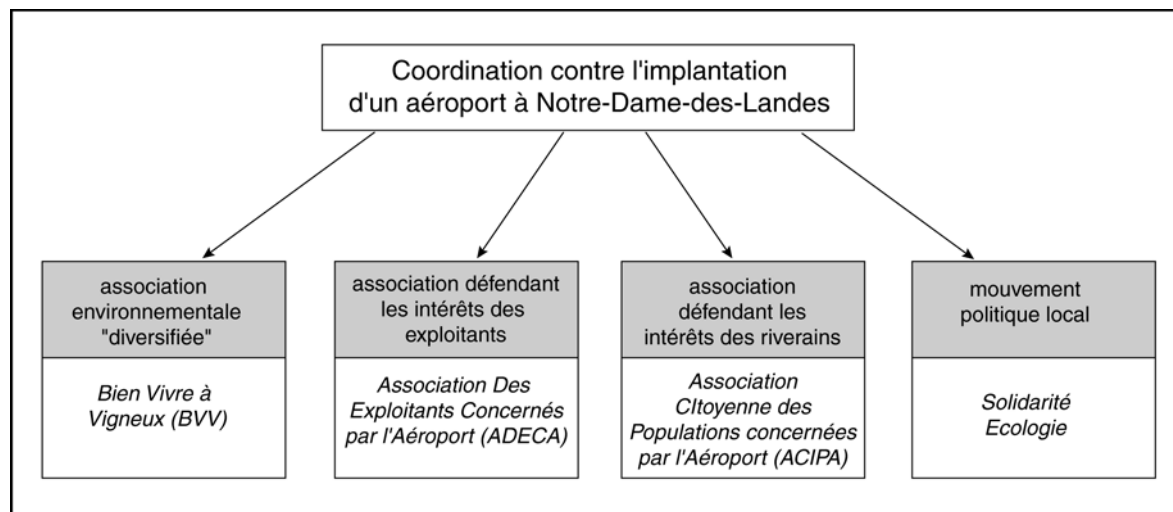 Coordination contre l'implantation
d'un aéroport à Notre-Dame-des-Landes
association
environnementale
"diversifiée"
Bien Vivre à
Vigneux (BVV)
association défendant
les intérêts des
exploitants
Association Des
Exploitants Concernés
par l'Aéroport (ADECA)
association
défendant les
intérêts des riverains
Association
CItoyenne des
Populations concernées
par l'Aéroport (ACIPA)
mouvement
politique local
Solidarité
Ecologie